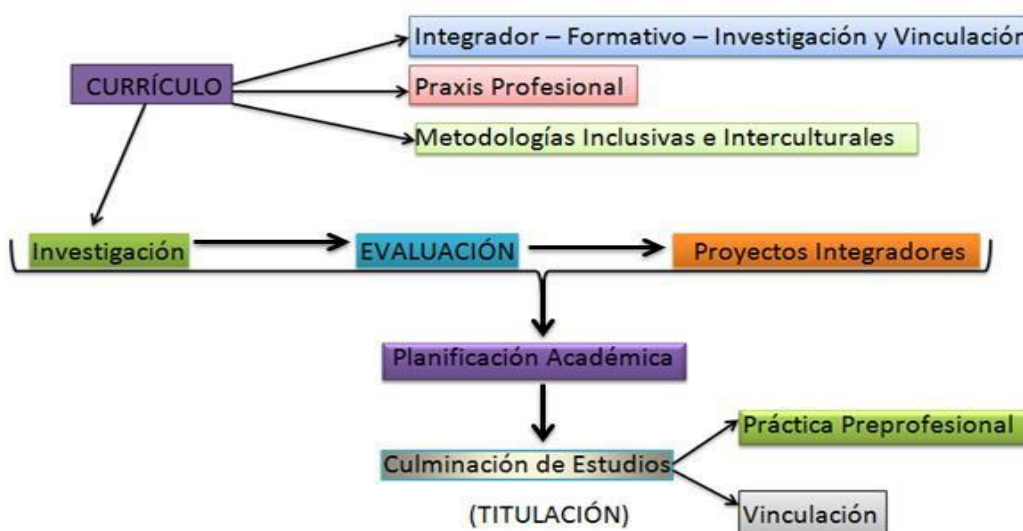 Integrador – Formativo – Investigación y Vinculación
CURRÍCULO
Praxis Profesional
Metodologías Inclusivas e Interculturales
Investigación
EVALUACIÓN
Proyectos Integradores
Planificación Académica
Práctica Preprofesional
Culminación de Estudios
(TITULACIÓN)
Vinculación